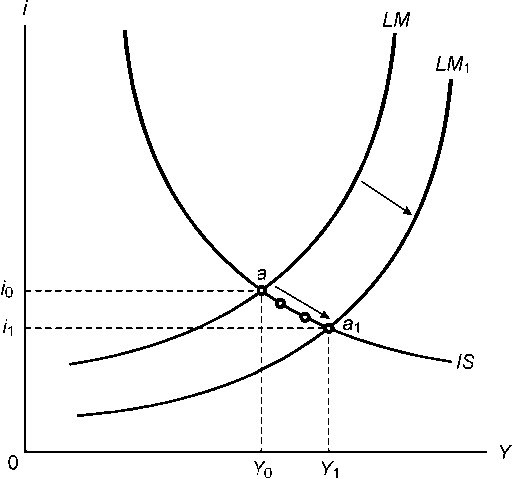 i
LM
LM₁
a
i₀
i₁
a₁
IS
0
Y₀
Y₁
Y